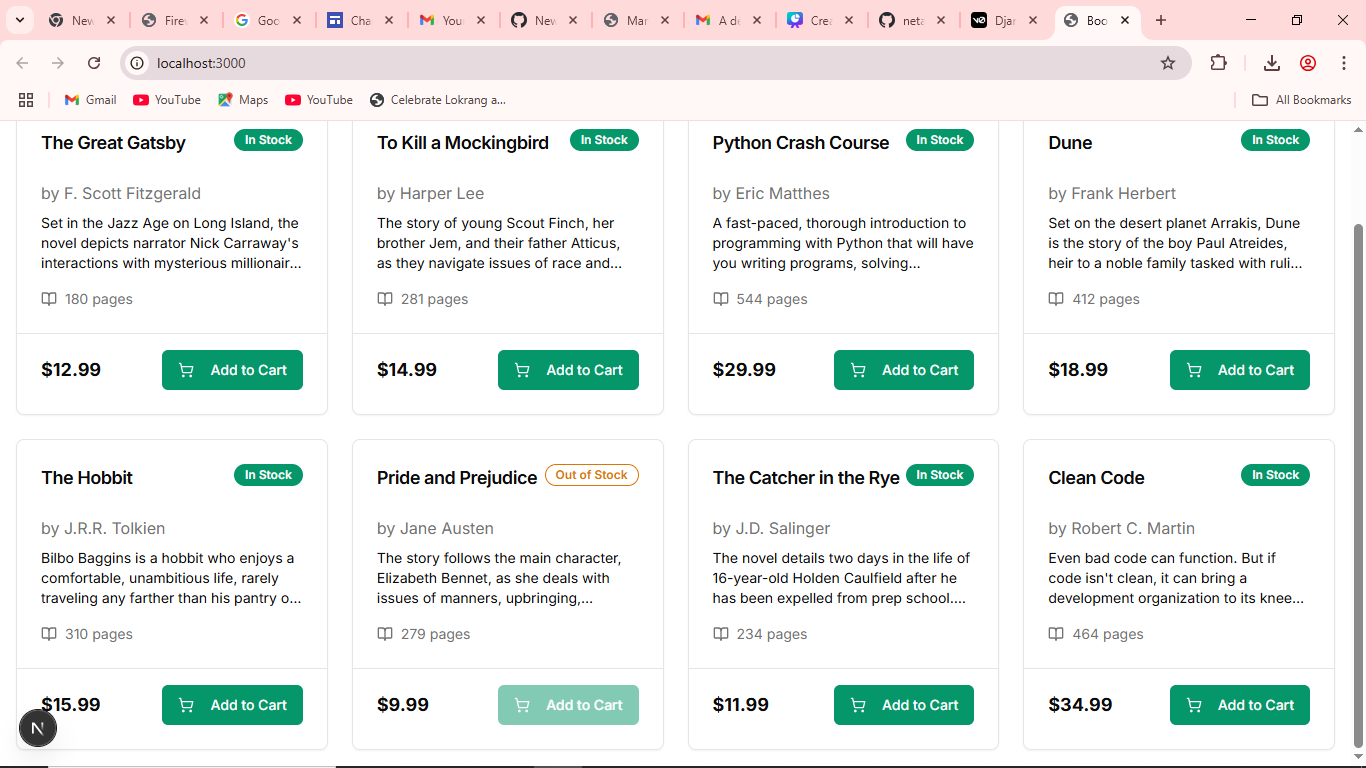 New
Firev
Goo
Cha
You
New
Mar
A de
Crea
neta
Djar
Boo
localhost:3000
Gmail
YouTube
Maps
YouTube
Celebrate Lokrang a...
All Bookmarks
The Great Gatsby
In Stock
by F. Scott Fitzgerald
Set in the Jazz Age on Long Island, the
novel depicts narrator Nick Carraway's
interactions with mysterious millionair...
180 pages
$12.99
Add to Cart
To Kill a Mockingbird
In Stock
by Harper Lee
The story of young Scout Finch, her
brother Jem, and their father Atticus,
as they navigate issues of race and...
281 pages
$14.99
Add to Cart
Python Crash Course
In Stock
by Eric Matthes
A fast-paced, thorough introduction to
programming with Python that will have
you writing programs, solving...
544 pages
$29.99
Add to Cart
Dune
In Stock
by Frank Herbert
Set on the desert planet Arrakis, Dune
is the story of the boy Paul Atreides,
heir to a noble family tasked with ruli...
412 pages
$18.99
Add to Cart
The Hobbit
In Stock
by J.R.R. Tolkien
Bilbo Baggins is a hobbit who enjoys a
comfortable, unambitious life, rarely
traveling any farther than his pantry o...
310 pages
$15.99
Add to Cart
N
Pride and Prejudice
Out of Stock
by Jane Austen
The story follows the main character,
Elizabeth Bennet, as she deals with
issues of manners, upbringing,...
279 pages
$9.99
Add to Cart
The Catcher in the Rye
In Stock
by J.D. Salinger
The novel details two days in the life of
16-year-old Holden Caulfield after he
has been expelled from prep school....
234 pages
$11.99
Add to Cart
Clean Code
In Stock
by Robert C. Martin
Even bad code can function. But if
code isn't clean, it can bring a
development organization to its knee...
464 pages
$34.99
Add to Cart